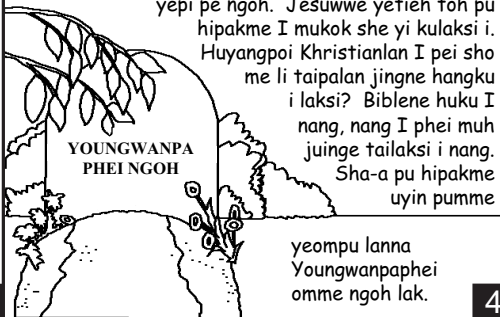 yepi pe ngoh. Jesuwwe yetieh toh pu
hipakme I mukok she yi kulaksi i.
Huyangpoi Khristianlan I pei sho
me li taipalan jingne hangku
i laksi? Biblene huku I
nang, nang I phei muh
juinge tailaksi i nang.
Sha-a pu hipakme
uyin pumme
yeompu lanna
Youngwanpaphei
omme ngoh lak.
YOUNGWANPA
PHEI NGOH
4